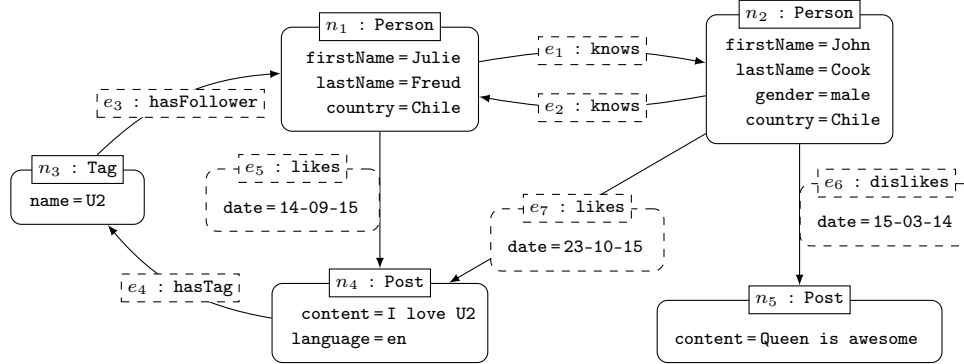 n₁ : Person
firstName = Julie
lastName = Freud
country = Chile
e₁ : knows
e₂ : knows
n₂ : Person
firstName = John
lastName = Cook
gender = male
country = Chile
e₃ : hasFollower
n₃ : Tag
name = U2
e₅ : likes
date = 14-09-15
e₇ : likes
date = 23-10-15
e₆ : dislikes
date = 15-03-14
e₄ : hasTag
n₄ : Post
content = I love U2
language = en
n₅ : Post
content = Queen is awesome